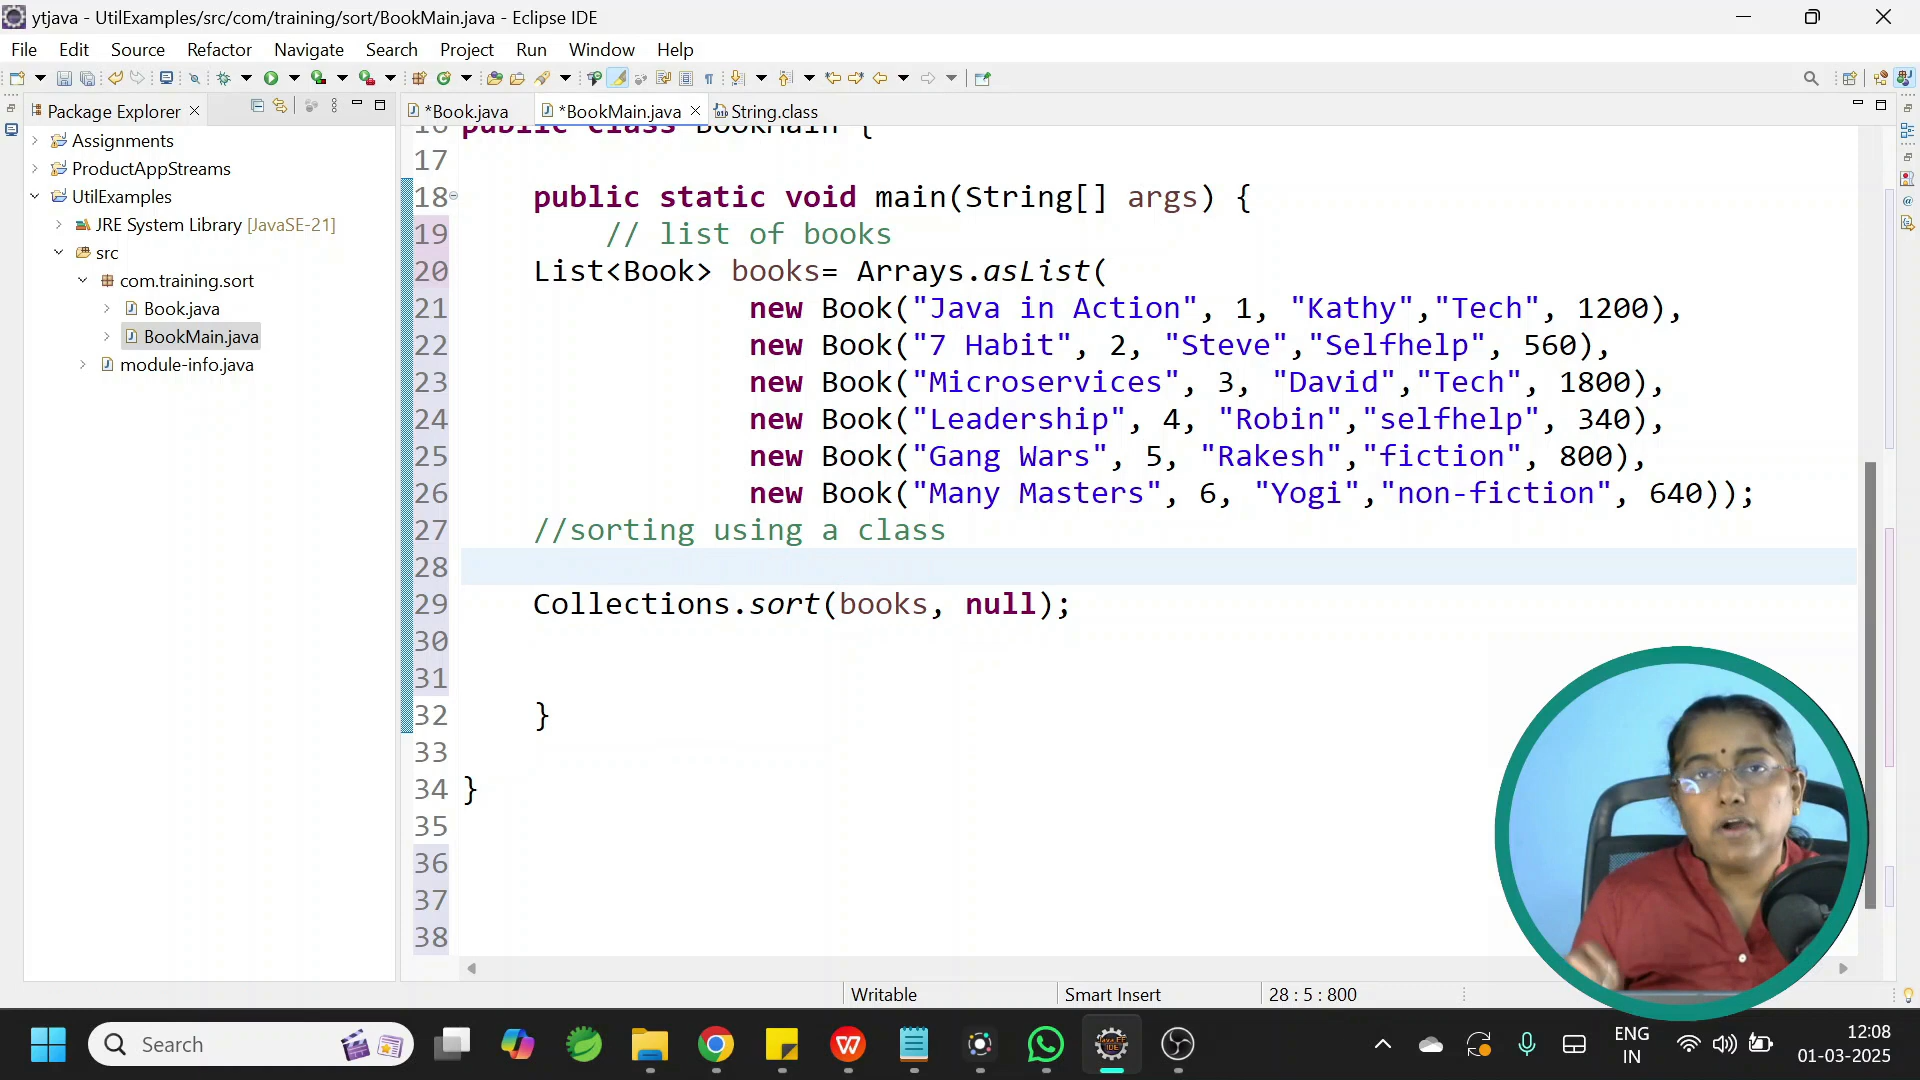 ytjava - UtilExamples/src/com/training/sort/BookMain.java - Eclipse IDE
File Edit Source Refactor Navigate Search Project Run Window Help
Package Explorer
*Book.java
*BookMain.java
String.class
Assignments
ProductAppStreams
UtilExamples
JRE System Library [JavaSE-21]
src
com.training.sort
Book.java
BookMain.java
module-info.java
16 public class BookMain {
17
18 public static void main(String[] args) {
19 // list of books
20 List<Book> books= Arrays.asList(
21 new Book("Java in Action", 1, "Kathy","Tech", 1200),
22 new Book("7 Habit", 2, "Steve","Selfhelp", 560),
23 new Book("Microservices", 3, "David","Tech", 1800),
24 new Book("Leadership", 4, "Robin","selfhelp", 340),
25 new Book("Gang Wars", 5, "Rakesh","fiction", 800),
26 new Book("Many Masters", 6, "Yogi","non-fiction", 640));
27 //sorting using a class
28
29 Collections.sort(books, null);
30
31
32 }
33
34 }
35
36
37
38
Writable
Smart Insert
28 : 5 : 800
Search
ENG
IN
12:08
01-03-2025